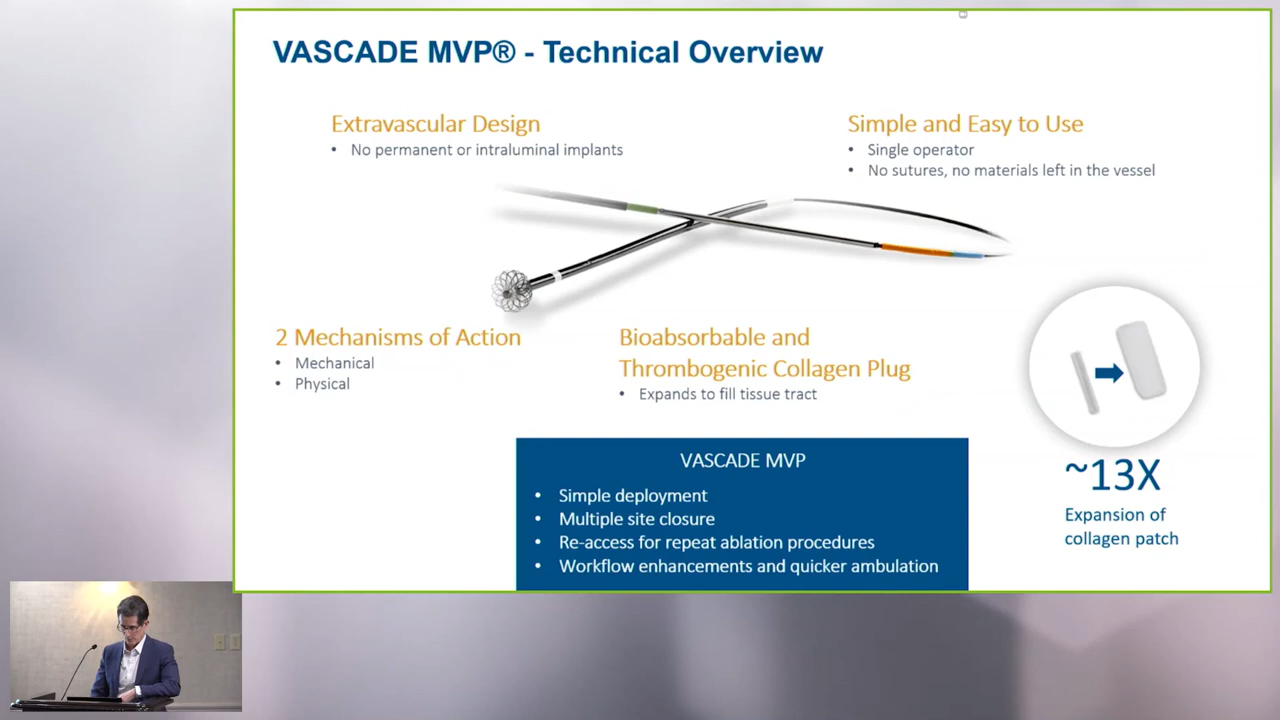 VASCADE MVP® - Technical Overview
Extravascular Design
• No permanent or intraluminal implants
Simple and Easy to Use
• Single operator
• No sutures, no materials left in the vessel
2 Mechanisms of Action
• Mechanical
• Physical
Bioabsorbable and
Thrombogenic Collagen Plug
• Expands to fill tissue tract
VASCADE MVP
• Simple deployment
• Multiple site closure
• Re-access for repeat ablation procedures
• Workflow enhancements and quicker ambulation
~13X
Expansion of
collagen patch